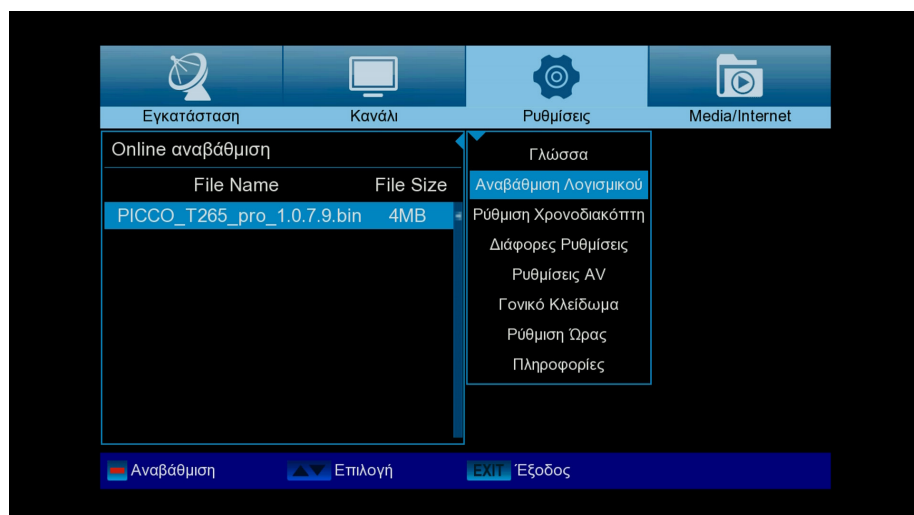 Εγκατάσταση
Κανάλι
Ρυθμίσεις
Media/Internet
Online αναβάθμιση
File Name File Size
PICCO_T265_pro_1.0.7.9.bin 4MB
Γλώσσα
Αναβάθμιση Λογισμικού
Ρύθμιση Χρονοδιακόπτη
Διάφορες Ρυθμίσεις
Ρυθμίσεις AV
Γονικό Κλείδωμα
Ρύθμιση Ώρας
Πληροφορίες
Αναβάθμιση
Επιλογή
EXIT Έξοδος